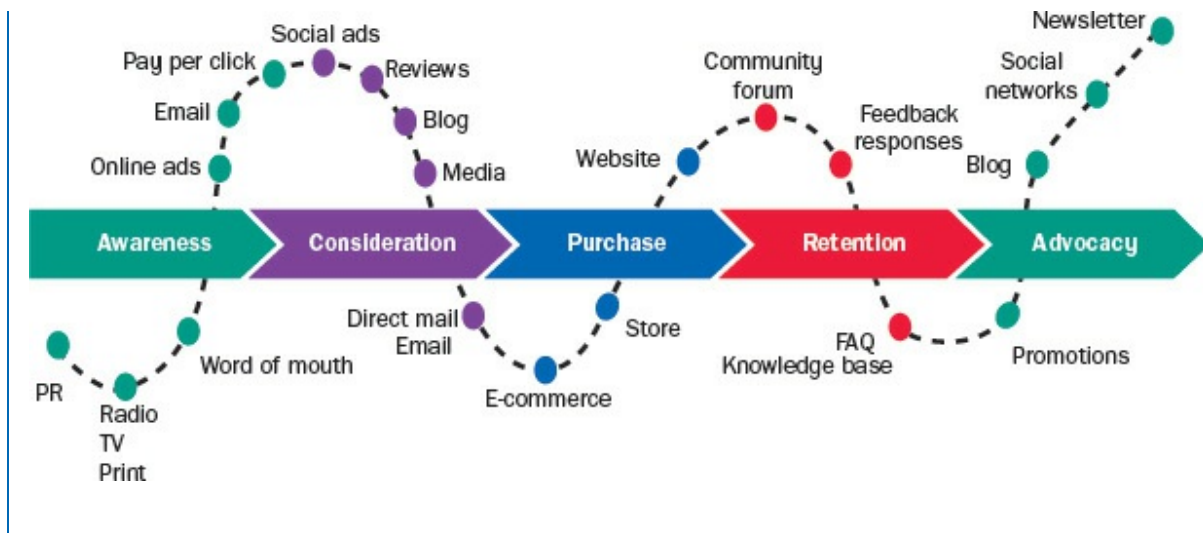 Newsletter
Social ads
Pay per click
Reviews
Community
forum
Social
networks
Email
Blog
Feedback
responses
Online ads
Media
Website
Blog
Awareness
Consideration
Purchase
Retention
Advocacy
Direct mail
Email
Store
FAQ
Knowledge base
Promotions
PR
Word of mouth
E-commerce
Radio
TV
Print